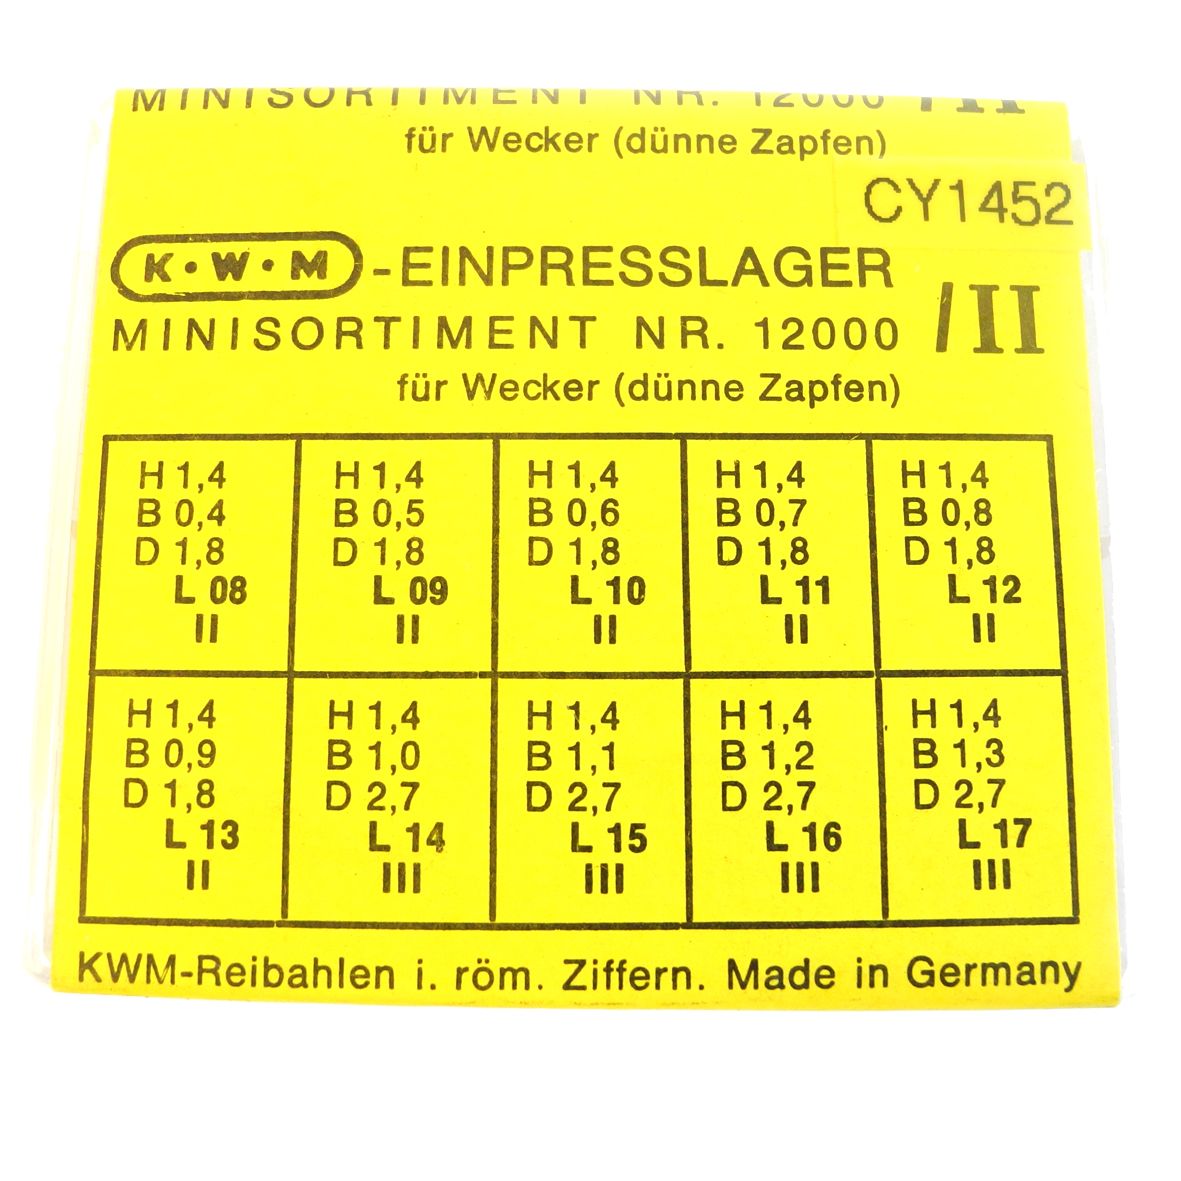 MINISORTIMENT NR. 12000 /II
für Wecker (dünne Zapfen)
CY1452
K·W·M -EINPRESSLAGER
MINISORTIMENT NR. 12000 /II
für Wecker (dünne Zapfen)
H 1,4
B 0,4
D 1,8
L 08
II
H 1,4
B 0,5
D 1,8
L 09
II
H 1,4
B 0,6
D 1,8
L 10
II
H 1,4
B 0,7
D 1,8
L 11
II
H 1,4
B 0,8
D 1,8
L 12
II
H 1,4
B 0,9
D 1,8
L 13
II
H 1,4
B 1,0
D 2,7
L 14
III
H 1,4
B 1,1
D 2,7
L 15
III
H 1,4
B 1,2
D 2,7
L 16
III
H 1,4
B 1,3
D 2,7
L 17
III
KWM-Reibahlen i. röm. Ziffern. Made in Germany